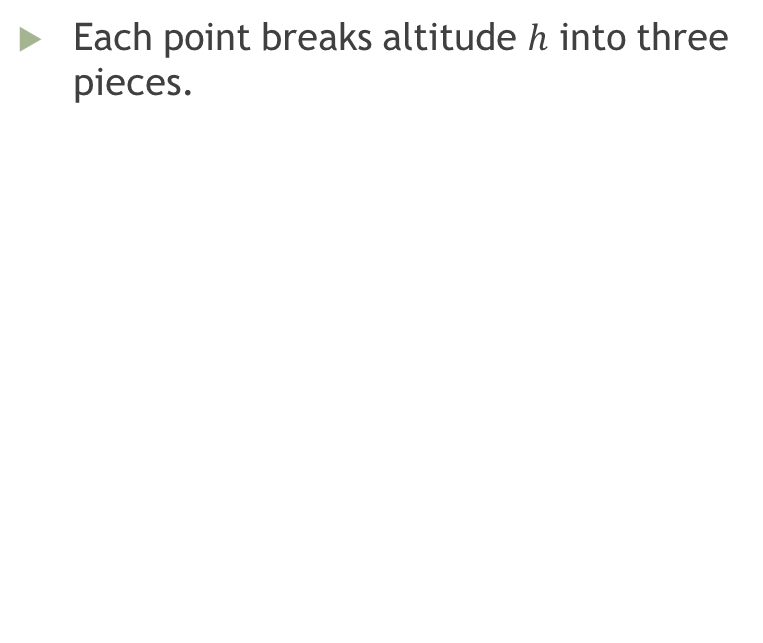 Each point breaks altitude h into three
pieces.